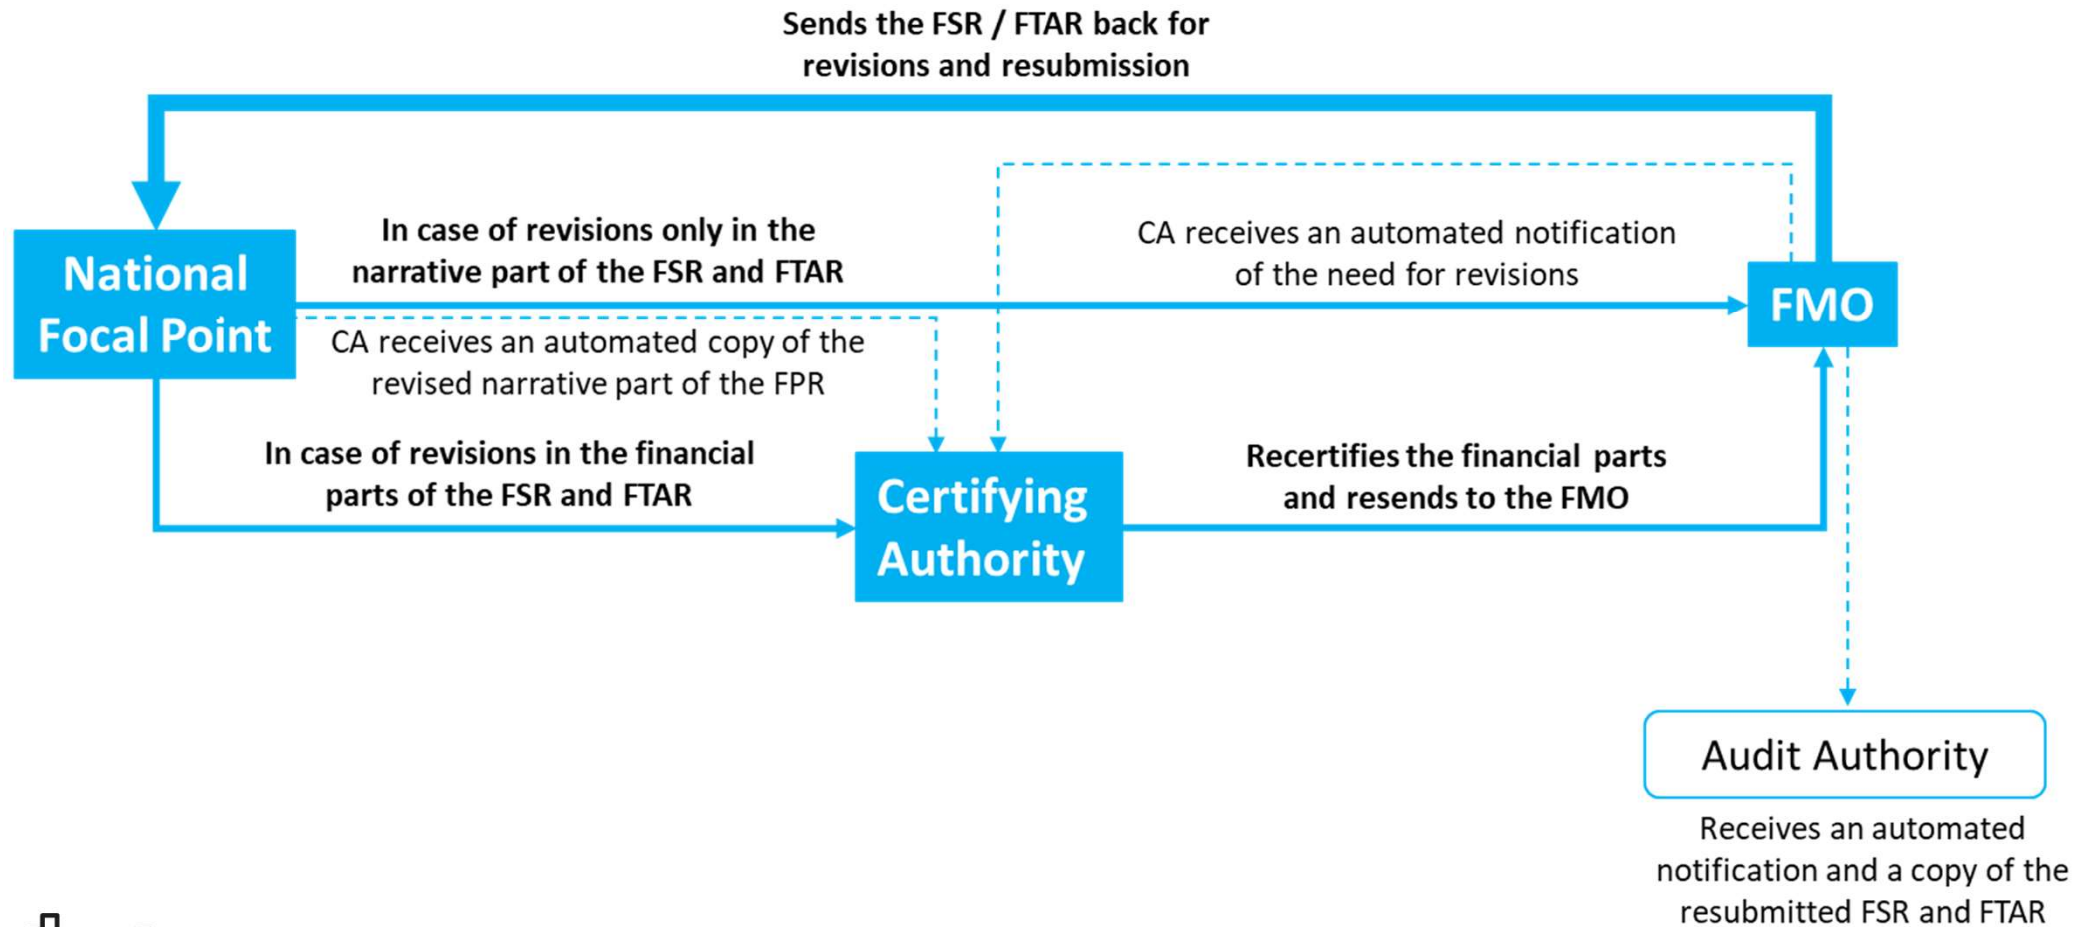 Sends the FSR / FTAR back for
revisions and resubmission
In case of revisions only in the
narrative part of the FSR and FTAR
CA receives an automated notification
of the need for revisions
National
Focal Point
FMO
CA receives an automated copy of the
revised narrative part of the FPR
In case of revisions in the financial
parts of the FSR and FTAR
Certifying
Authority
Recertifies the financial parts
and resends to the FMO
Audit Authority
Receives an automated
notification and a copy of the
resubmitted FSR and FTAR